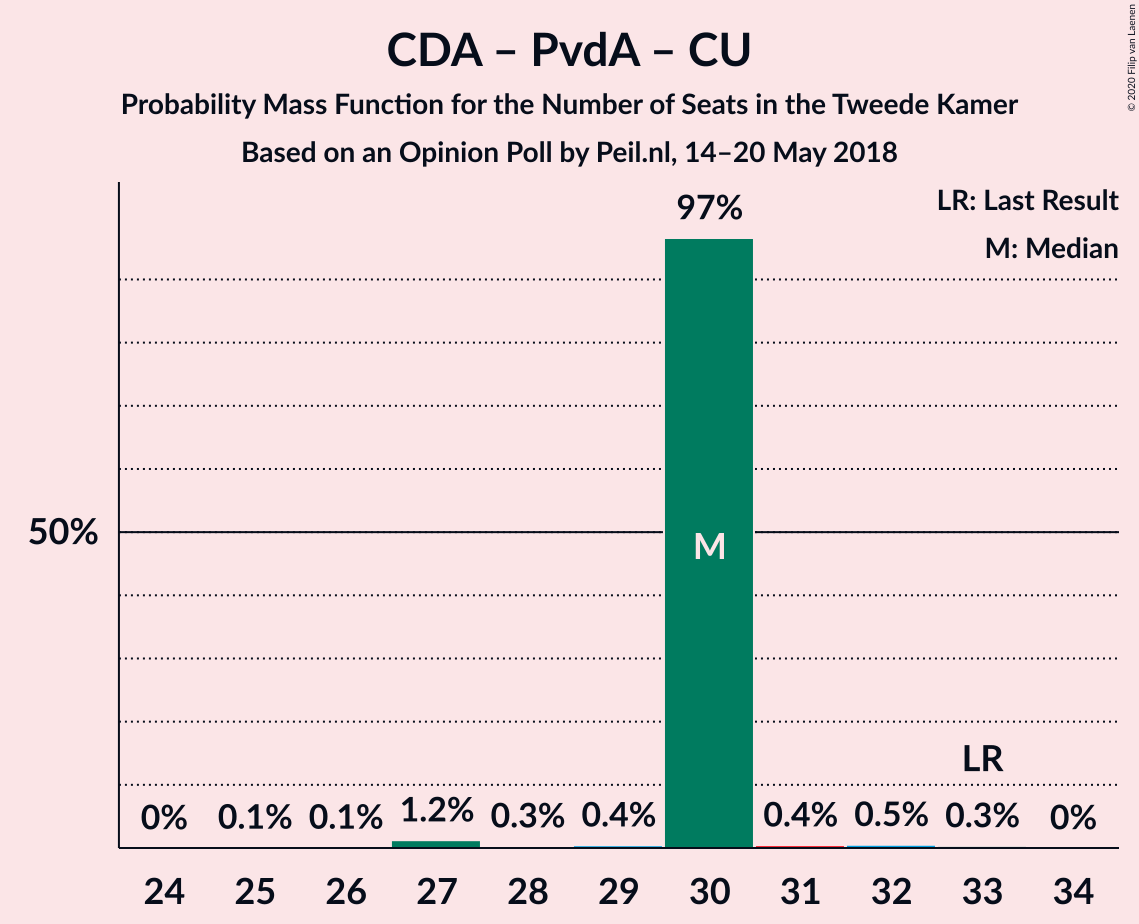 CDA – PvdA – CU
Probability Mass Function for the Number of Seats in the Tweede Kamer
Based on an Opinion Poll by Peil.nl, 14–20 May 2018
© 2020 Filip van Laenen
LR: Last Result
M: Median
97%
50%
M
LR
0% 0.1% 0.1% 1.2% 0.3% 0.4% 0.4% 0.5% 0.3% 0%
24 25 26 27 28 29 30 31 32 33 34